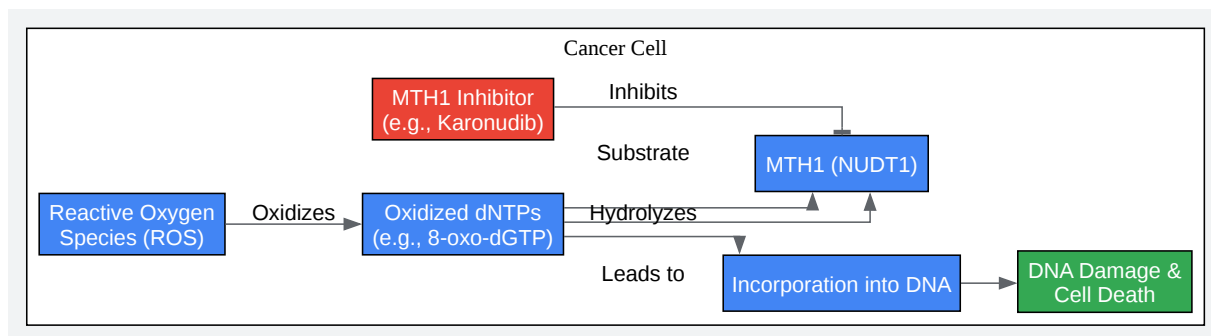 Cancer Cell
MTH1 Inhibitor
(e.g., Karonudib)
Inhibits
Substrate
MTH1 (NUDT1)
Reactive Oxygen
Species (ROS)
Oxidizes
Oxidized dNTPs
(e.g., 8-oxo-dGTP)
Hydrolyzes
Leads to
Incorporation into DNA
DNA Damage &
Cell Death